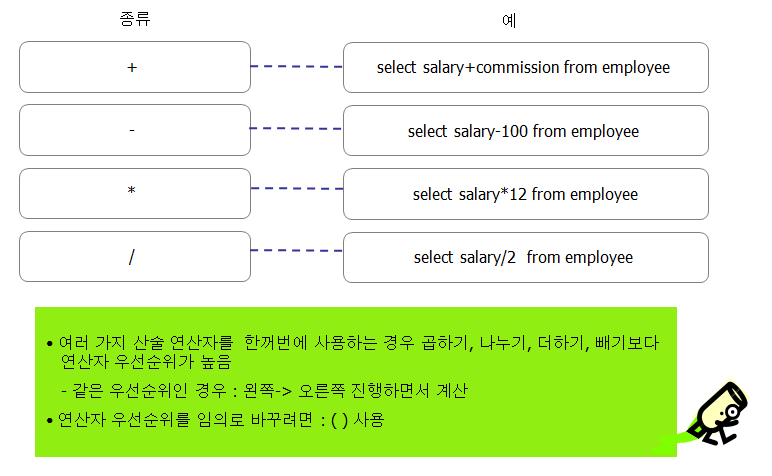 종류 예
+ select salary+commission from employee
- select salary-100 from employee
* select salary*12 from employee
/ select salary/2 from employee
• 여러 가지 산술 연산자를 한꺼번에 사용하는 경우 곱하기, 나누기, 더하기, 빼기보다
연산자 우선순위가 높음
- 같은 우선순위인 경우 : 왼쪽-> 오른쪽 진행하면서 계산
• 연산자 우선순위를 임의로 바꾸려면 : ( ) 사용